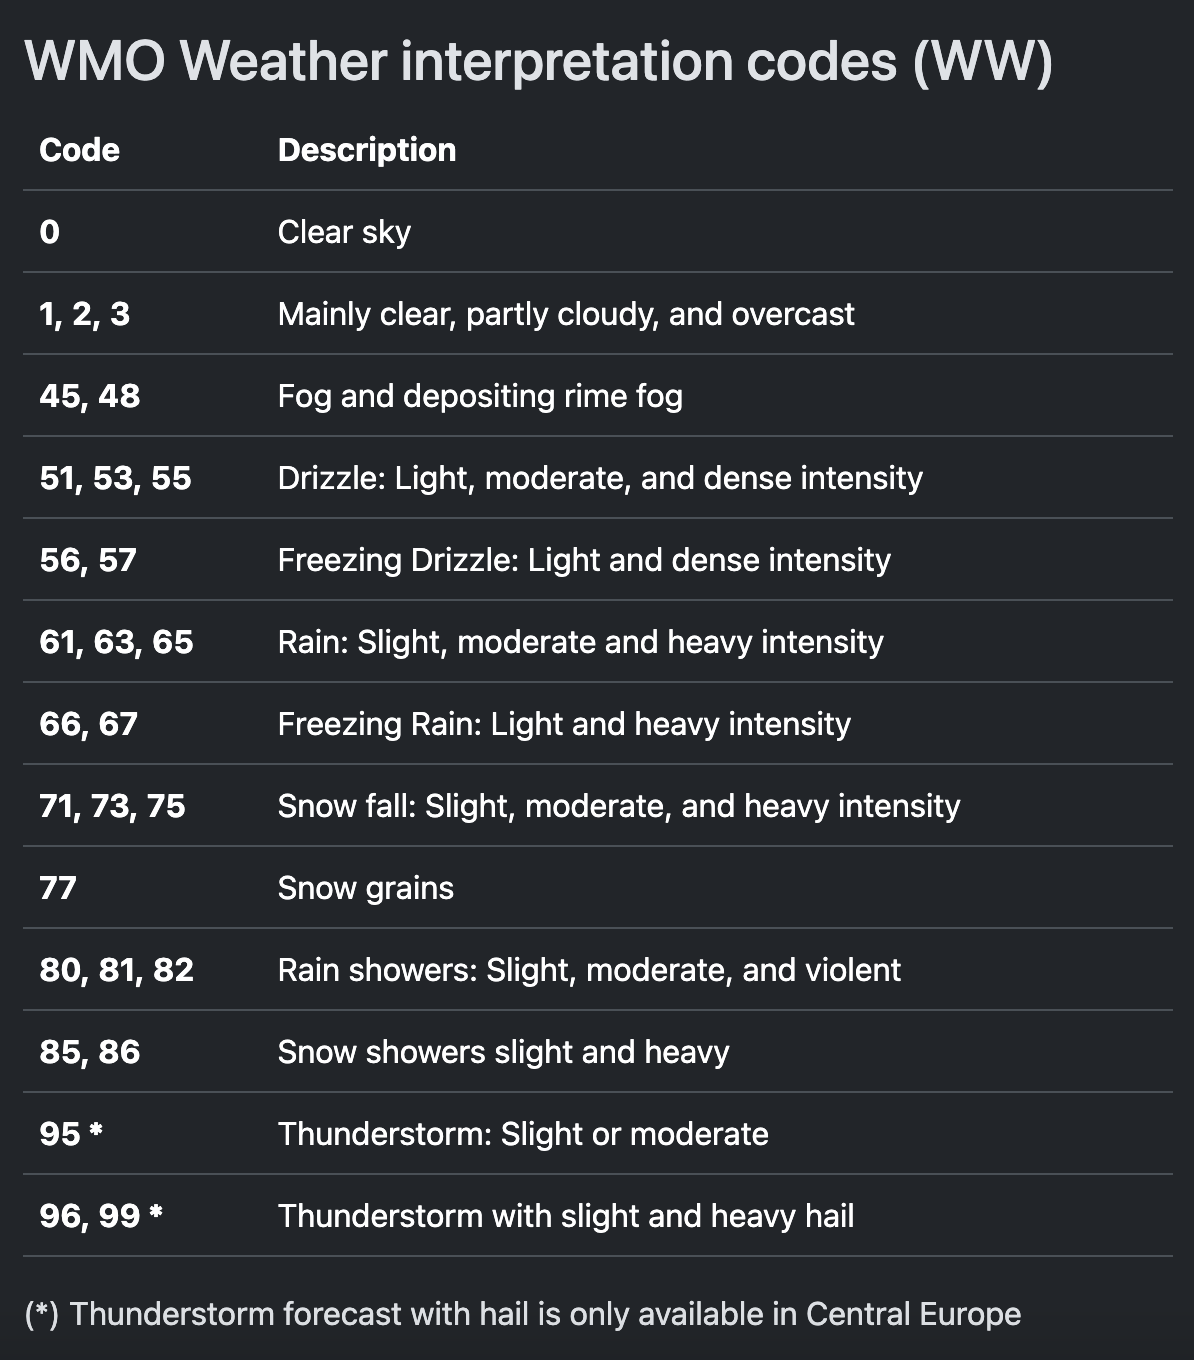 WMO Weather interpretation codes (WW)
Code Description
0 Clear sky
1, 2, 3 Mainly clear, partly cloudy, and overcast
45, 48 Fog and depositing rime fog
51, 53, 55 Drizzle: Light, moderate, and dense intensity
56, 57 Freezing Drizzle: Light and dense intensity
61, 63, 65 Rain: Slight, moderate and heavy intensity
66, 67 Freezing Rain: Light and heavy intensity
71, 73, 75 Snow fall: Slight, moderate, and heavy intensity
77 Snow grains
80, 81, 82 Rain showers: Slight, moderate, and violent
85, 86 Snow showers slight and heavy
95 * Thunderstorm: Slight or moderate
96, 99 * Thunderstorm with slight and heavy hail
(*) Thunderstorm forecast with hail is only available in Central Europe